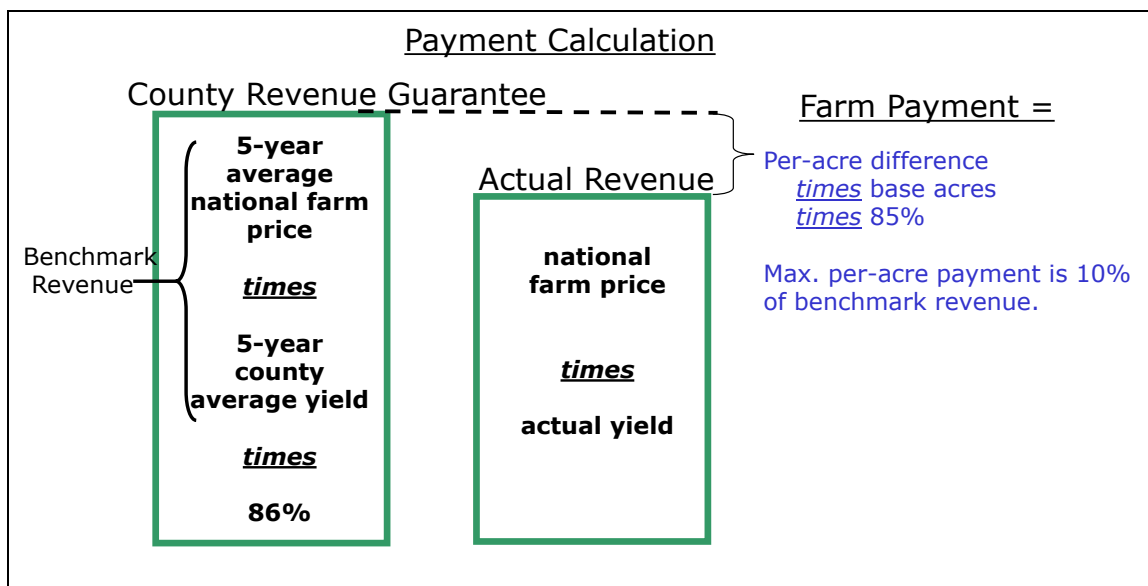 Payment Calculation
County Revenue Guarantee
5-year
average
national farm
price
times
5-year
county
average yield
times
86%
Benchmark
Revenue
Actual Revenue
national
farm price
times
actual yield
Farm Payment =
Per-acre difference
times base acres
times 85%
Max. per-acre payment is 10%
of benchmark revenue.